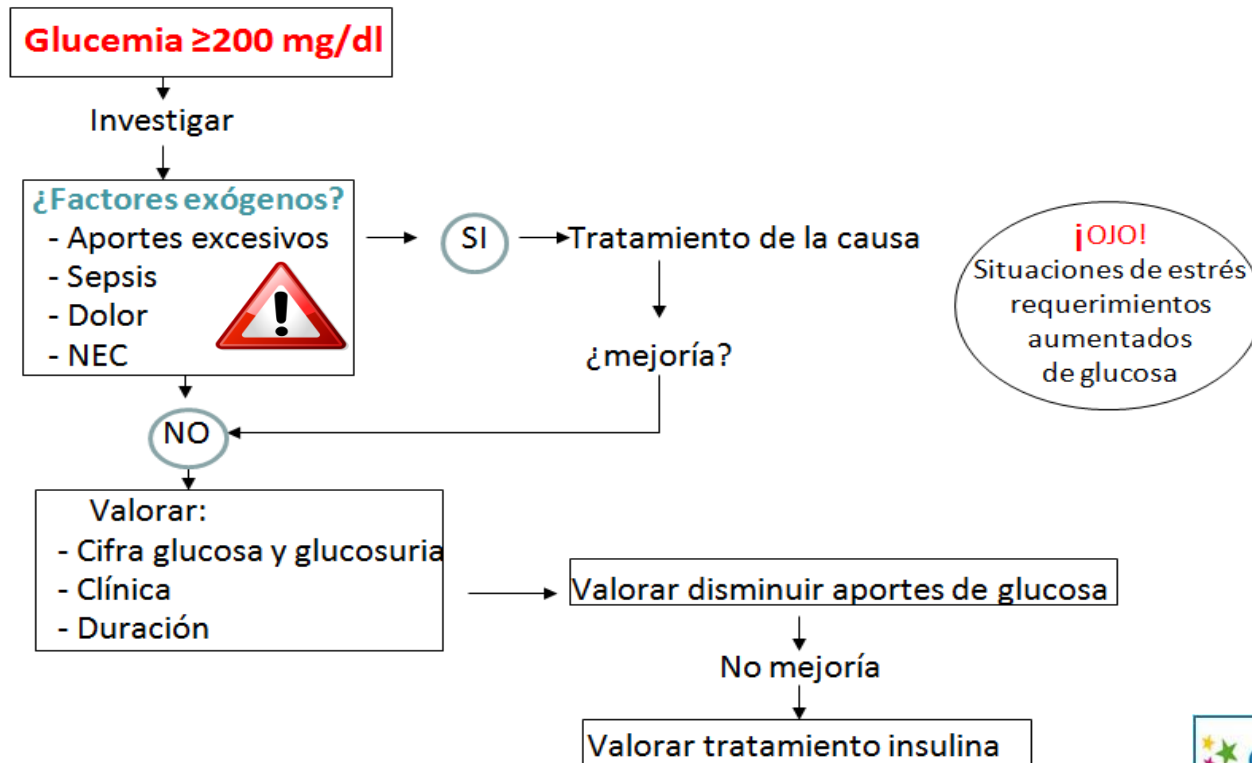 Glucemia ≥200 mg/dl
Investigar
¿Factores exógenos?
- Aportes excesivos
- Sepsis
- Dolor
- NEC
SI
Tratamiento de la causa
¿mejoría?
¡OJO!
Situaciones de estrés
requerimientos
aumentados
de glucosa
NO
Valorar:
- Cifra glucosa y glucosuria
- Clínica
- Duración
Valorar disminuir aportes de glucosa
No mejoría
Valorar tratamiento insulina